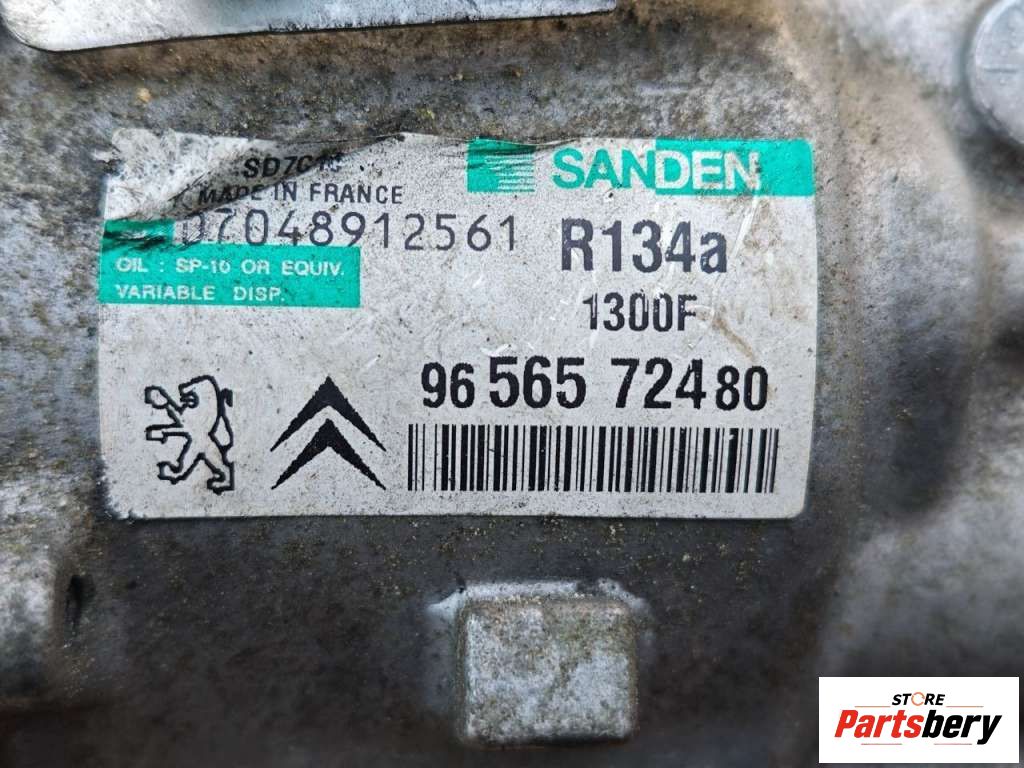 SANDEN
SD7C16
MADE IN FRANCE
07048912561
R134a
OIL : SP-10 OR EQUIV.
VARIABLE DISP.
1300F
96 565 724 80
STORE
Partsbery